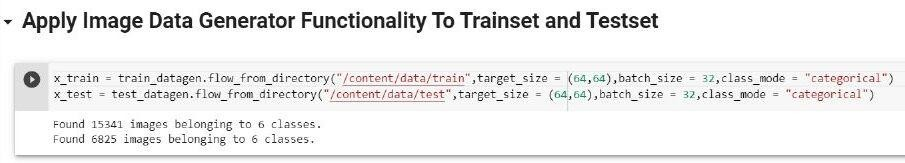 Apply Image Data Generator Functionality To Trainset and Testset
x_train = train_datagen.flow_from_directory("/content/data/train",target_size = (64,64),batch_size = 32,class_mode = "categorical")
x_test = test_datagen.flow_from_directory("/content/data/test",target_size = (64,64),batch_size = 32,class_mode = "categorical")
Found 15341 images belonging to 6 classes.
Found 6825 images belonging to 6 classes.